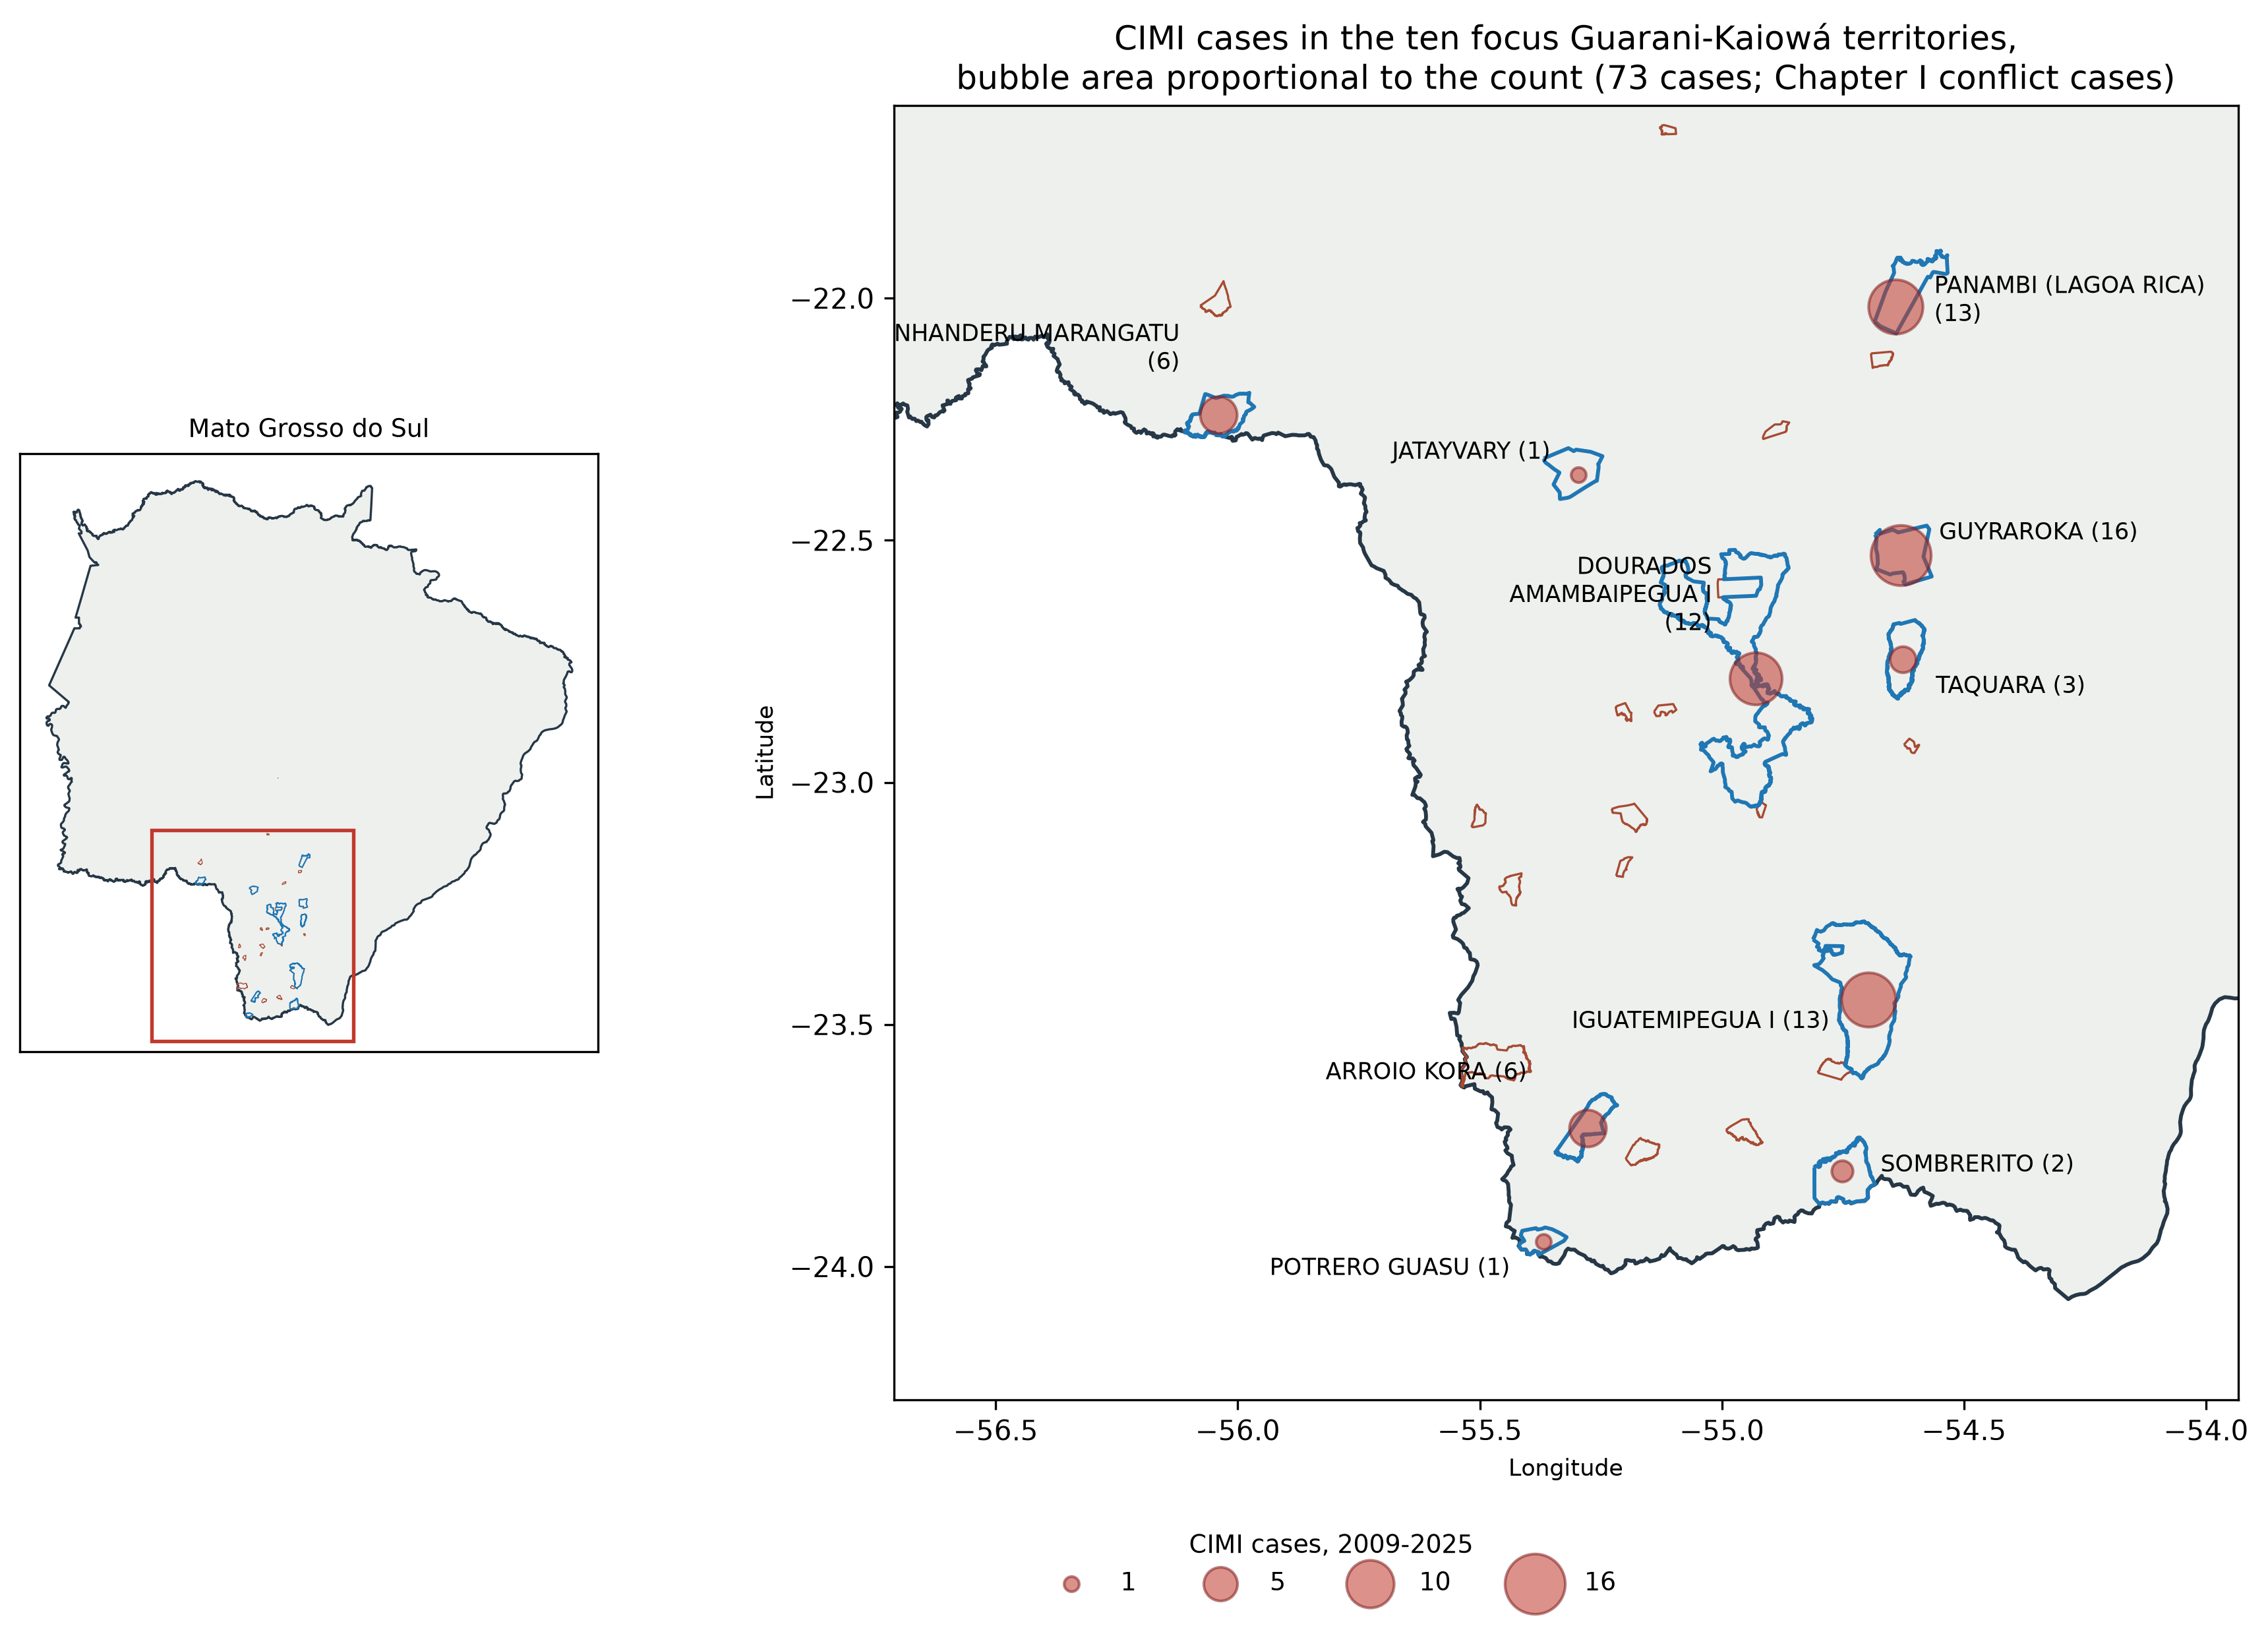 CIMI cases in the ten focus Guarani-Kaiowá territories,
bubble area proportional to the count (73 cases; Chapter I conflict cases)
Mato Grosso do Sul
Latitude
−22.0
−22.5
−23.0
−23.5
−24.0
PANAMBI (LAGOA RICA)
(13)
NHANDERU MARANGATU
(6)
JATAYVARY (1)
GUYRAROKA (16)
DOURADOS
AMAMBAIPEGUA I
(12)
TAQUARA (3)
IGUATEMIPEGUA I (13)
ARROIO KORA (6)
SOMBRERITO (2)
POTRERO GUASU (1)
−56.5
−56.0
−55.5
−55.0
−54.5
−54.0
Longitude
CIMI cases, 2009-2025
1
5
10
16